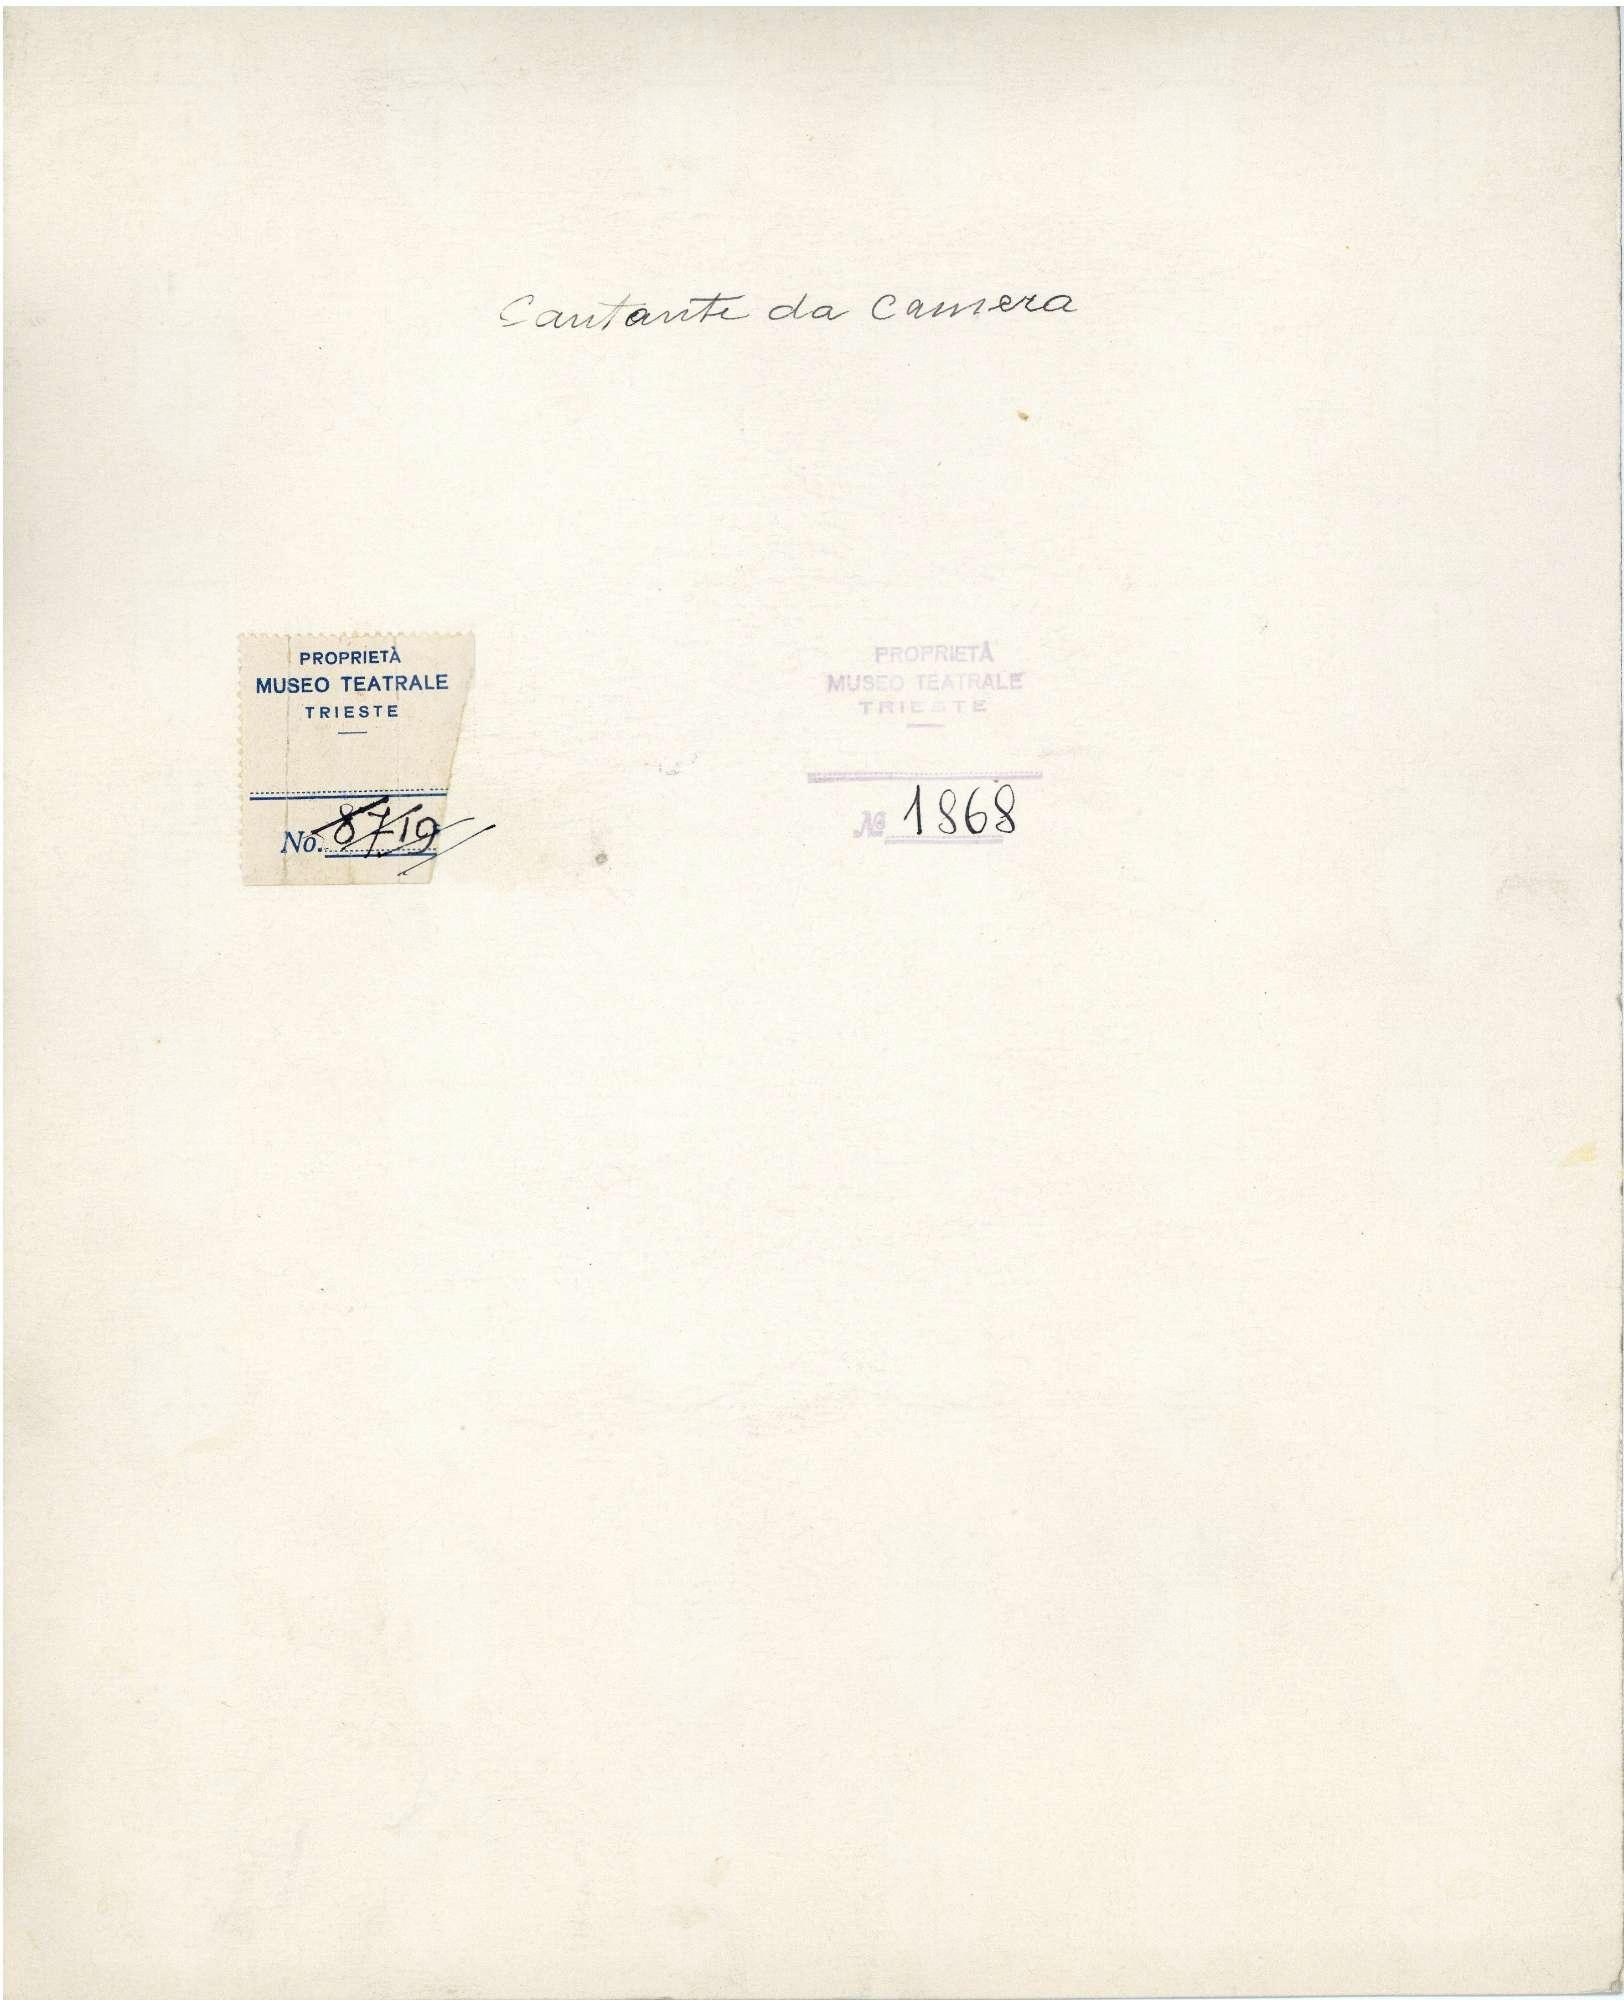 Cantante da camera
PROPRIETÀ
MUSEO TEATRALE
TRIESTE
No. 8719
PROPRIETÀ
MUSEO TEATRALE
TRIESTE
No 1868